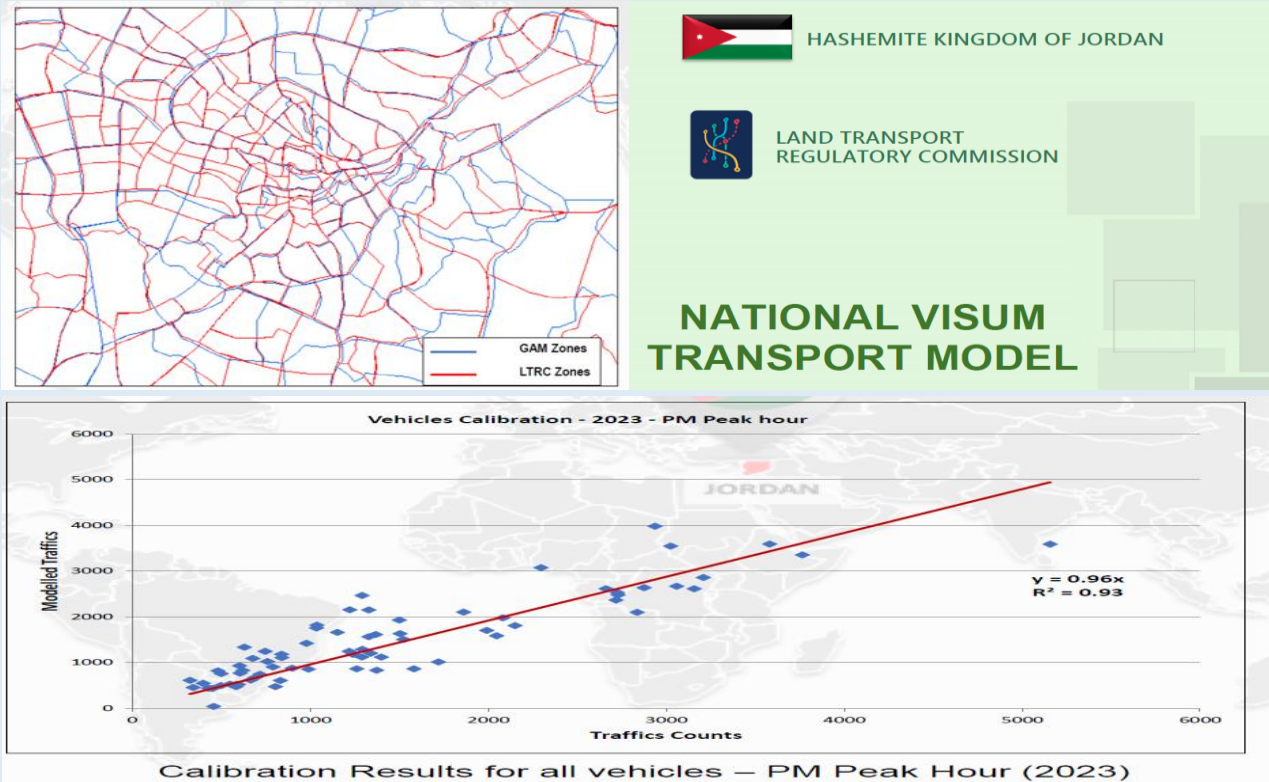 GAM Zones
LTRC Zones
HASHEMITE KINGDOM OF JORDAN
LAND TRANSPORT
REGULATORY COMMISSION
NATIONAL VISUM
TRANSPORT MODEL
Vehicles Calibration - 2023 - PM Peak hour
6000
5000
4000
3000
2000
1000
0
Modelled Traffics
JORDAN
y = 0.96x
R² = 0.93
0 1000 2000 3000 4000 5000 6000
Traffics Counts
Calibration Results for all vehicles – PM Peak Hour (2023)